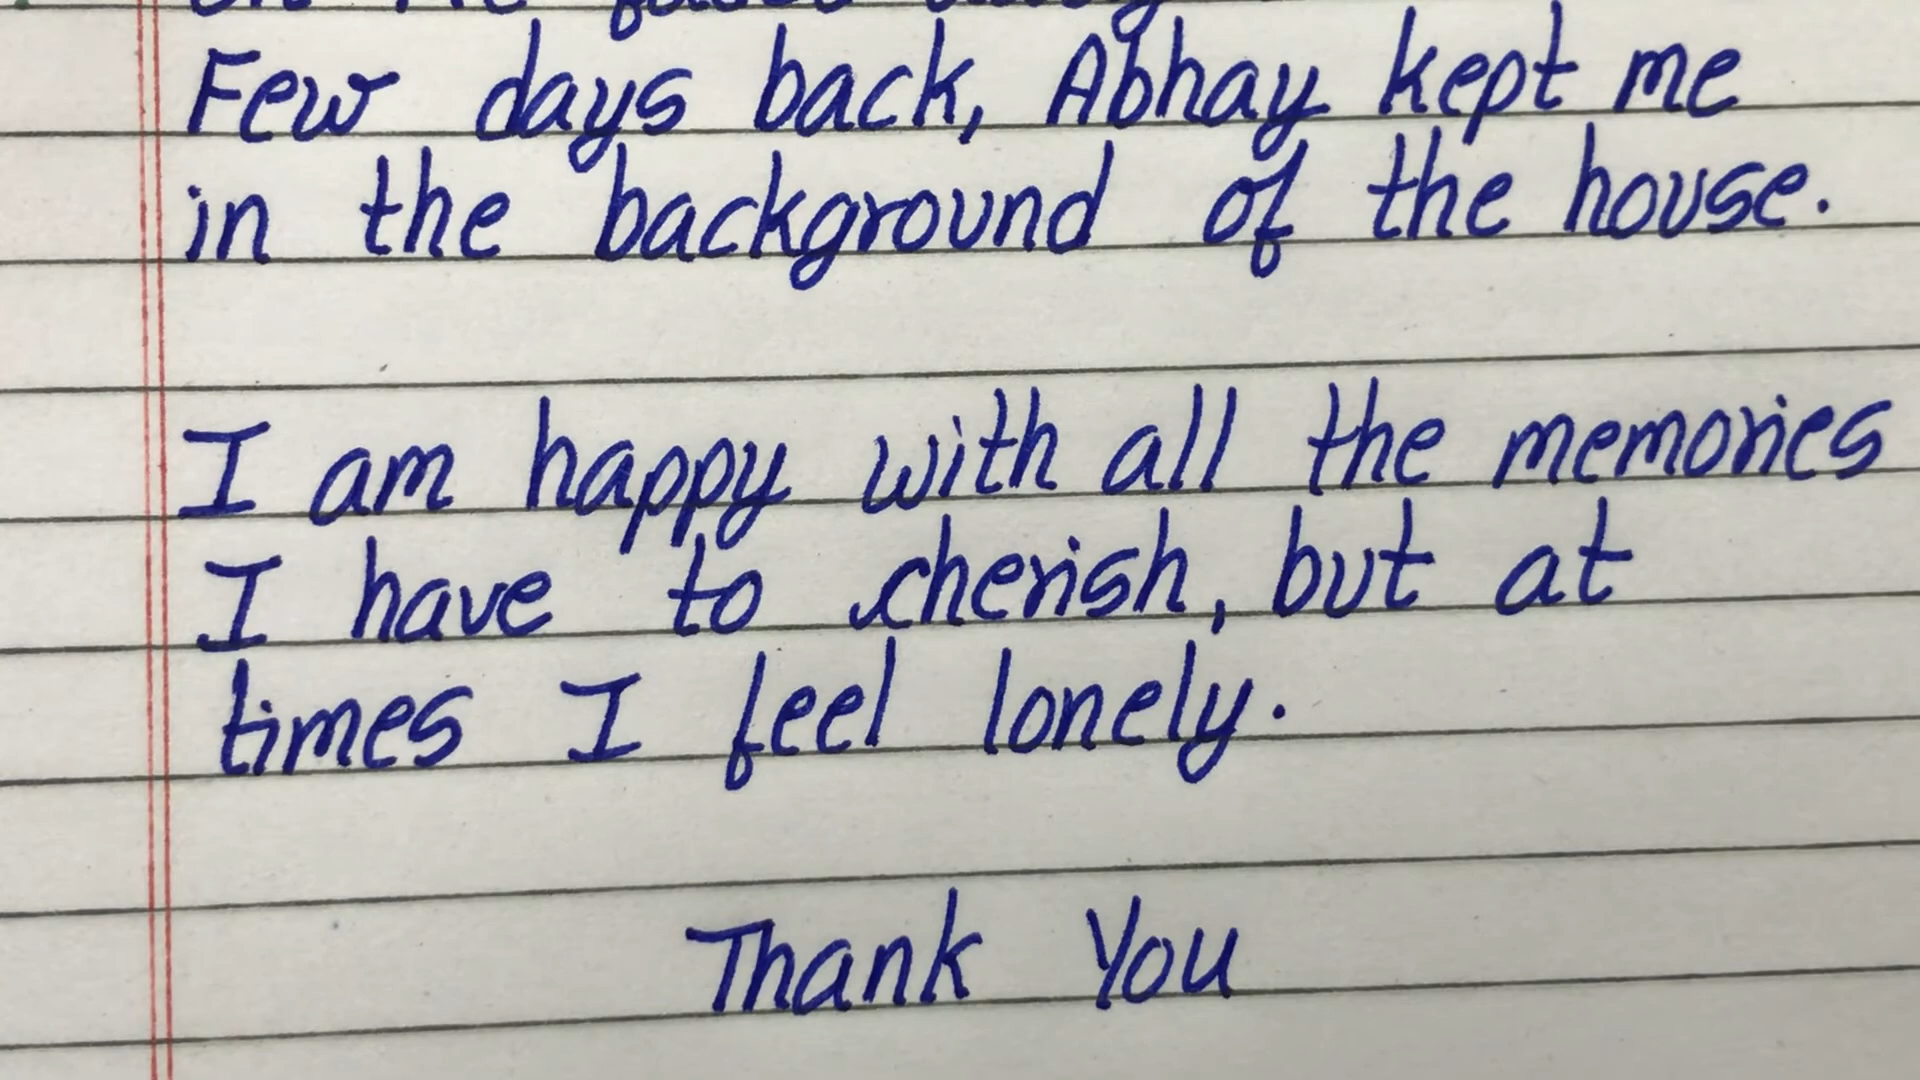 Few days back, Abhay kept me
in the background of the house.
I am happy with all the memories
I have to cherish, but at
times I feel lonely.
Thank You